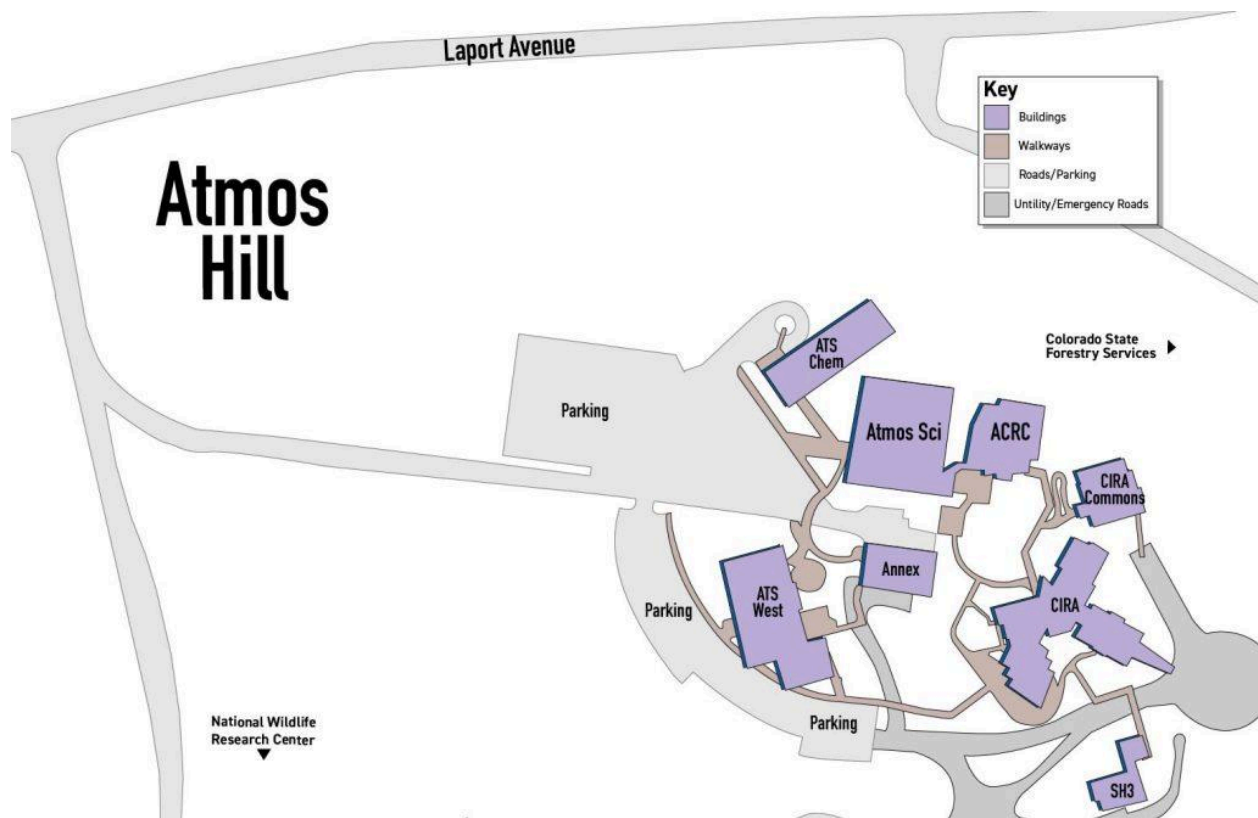 Laport Avenue
Key
Buildings
Walkways
Roads/Parking
Untility/Emergency Roads
Atmos
Hill
Colorado State
Forestry Services
ATS
Chem
Parking
Atmos Sci
ACRC
CIRA
Commons
Annex
ATS
West
Parking
CIRA
National Wildlife
Research Center
Parking
SH3